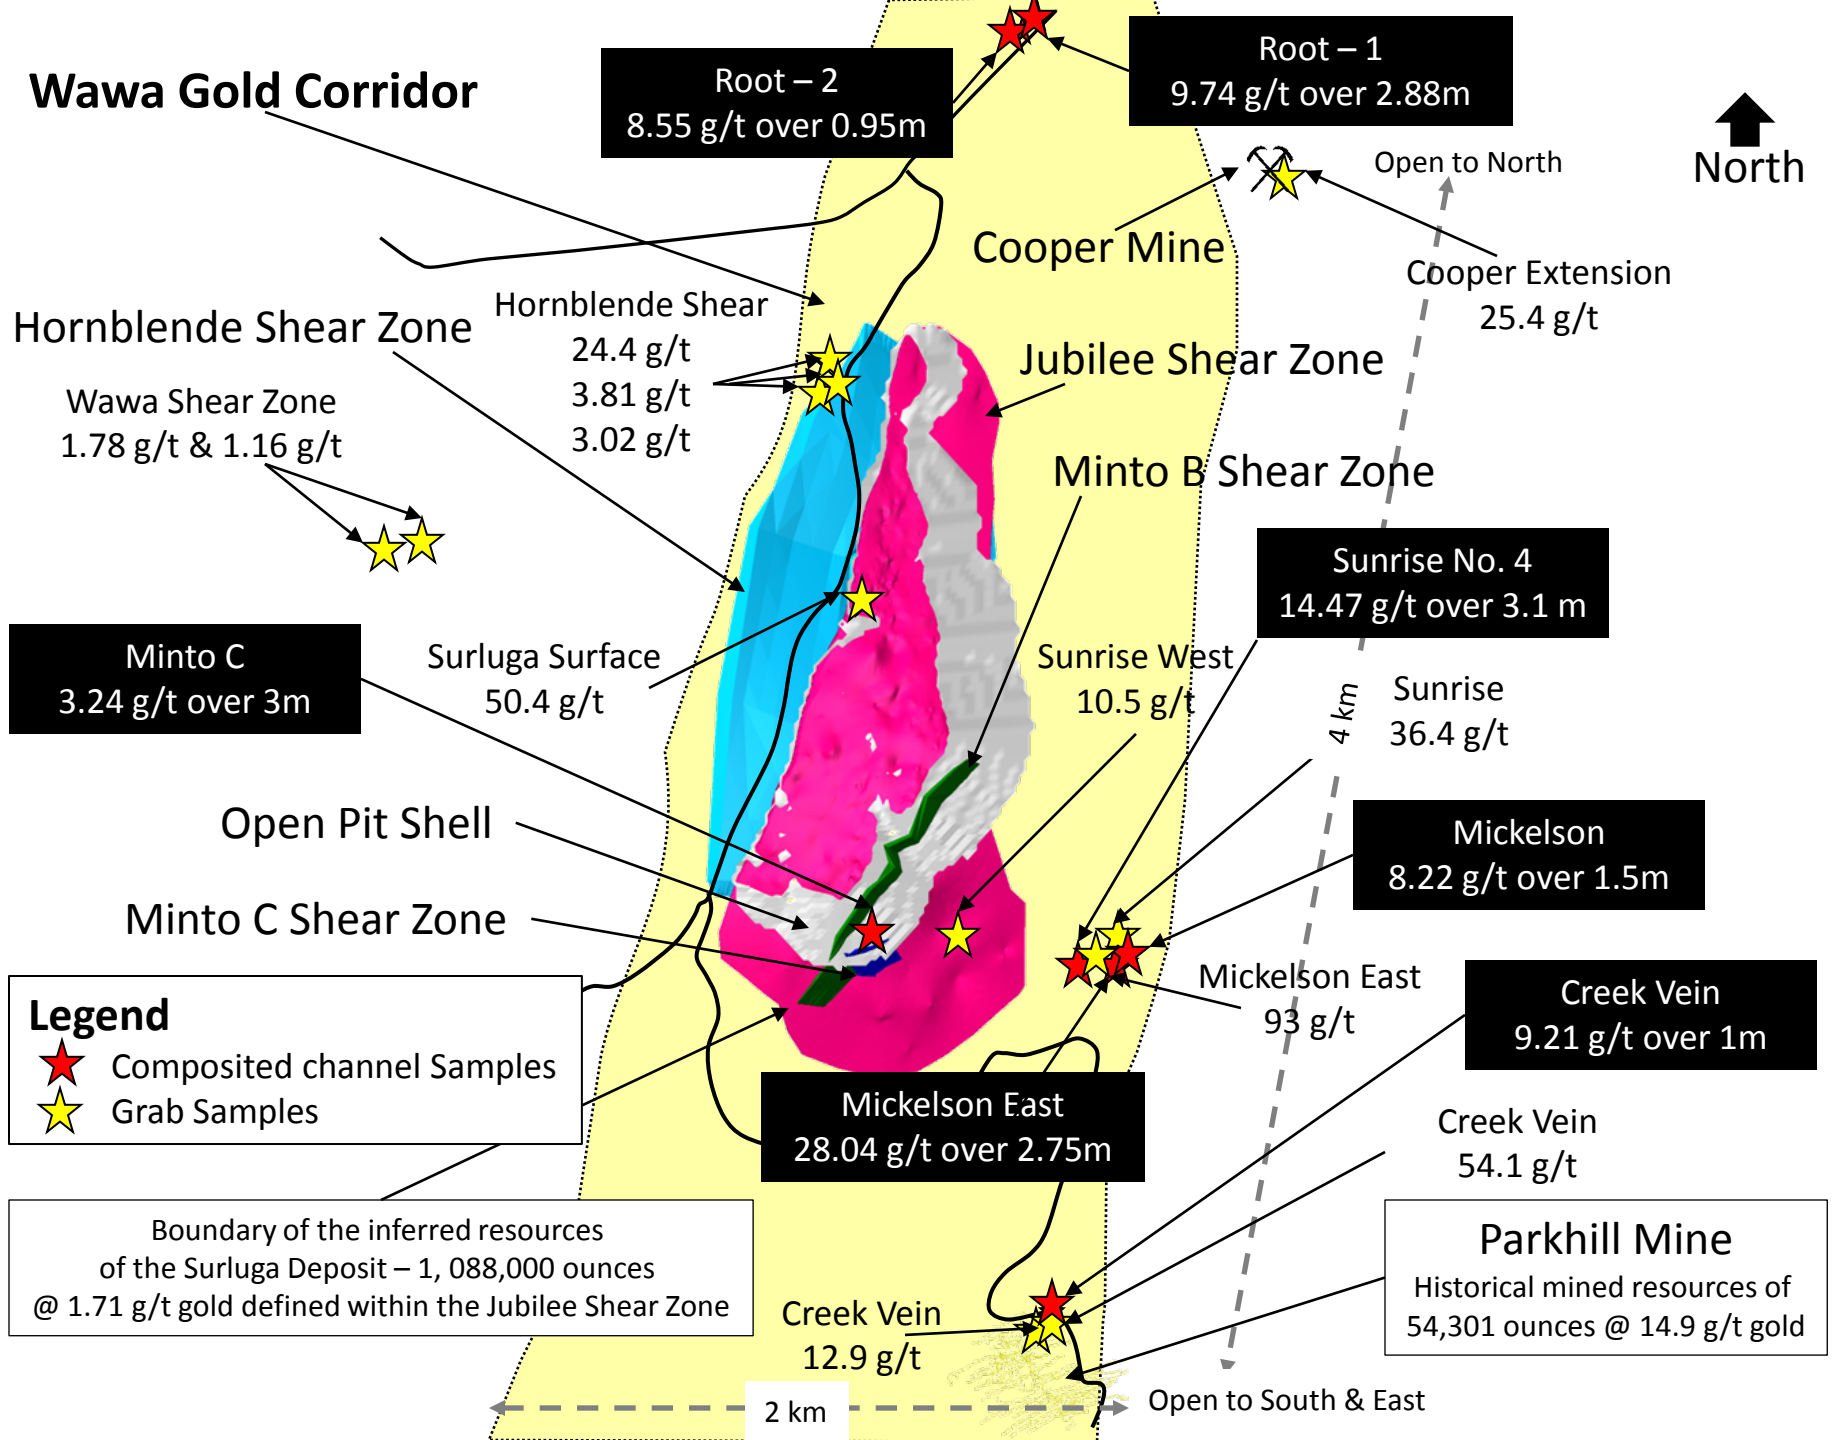 Wawa Gold Corridor
Root – 2
8.55 g/t over 0.95m
Root – 1
9.74 g/t over 2.88m
North
Open to North
Cooper Mine
Cooper Extension
25.4 g/t
Hornblende Shear Zone
Hornblende Shear
24.4 g/t
3.81 g/t
3.02 g/t
Jubilee Shear Zone
Wawa Shear Zone
1.78 g/t & 1.16 g/t
Minto B Shear Zone
Sunrise No. 4
14.47 g/t over 3.1 m
Minto C
3.24 g/t over 3m
Surluga Surface
50.4 g/t
Sunrise West
10.5 g/t
4 km
Sunrise
36.4 g/t
Open Pit Shell
Mickelson
8.22 g/t over 1.5m
Minto C Shear Zone
Mickelson East
93 g/t
Creek Vein
9.21 g/t over 1m
Legend
Composited channel Samples
Grab Samples
Mickelson East
28.04 g/t over 2.75m
Creek Vein
54.1 g/t
Boundary of the inferred resources
of the Surluga Deposit – 1, 088,000 ounces
@ 1.71 g/t gold defined within the Jubilee Shear Zone
Parkhill Mine
Historical mined resources of
54,301 ounces @ 14.9 g/t gold
Creek Vein
12.9 g/t
2 km
Open to South & East